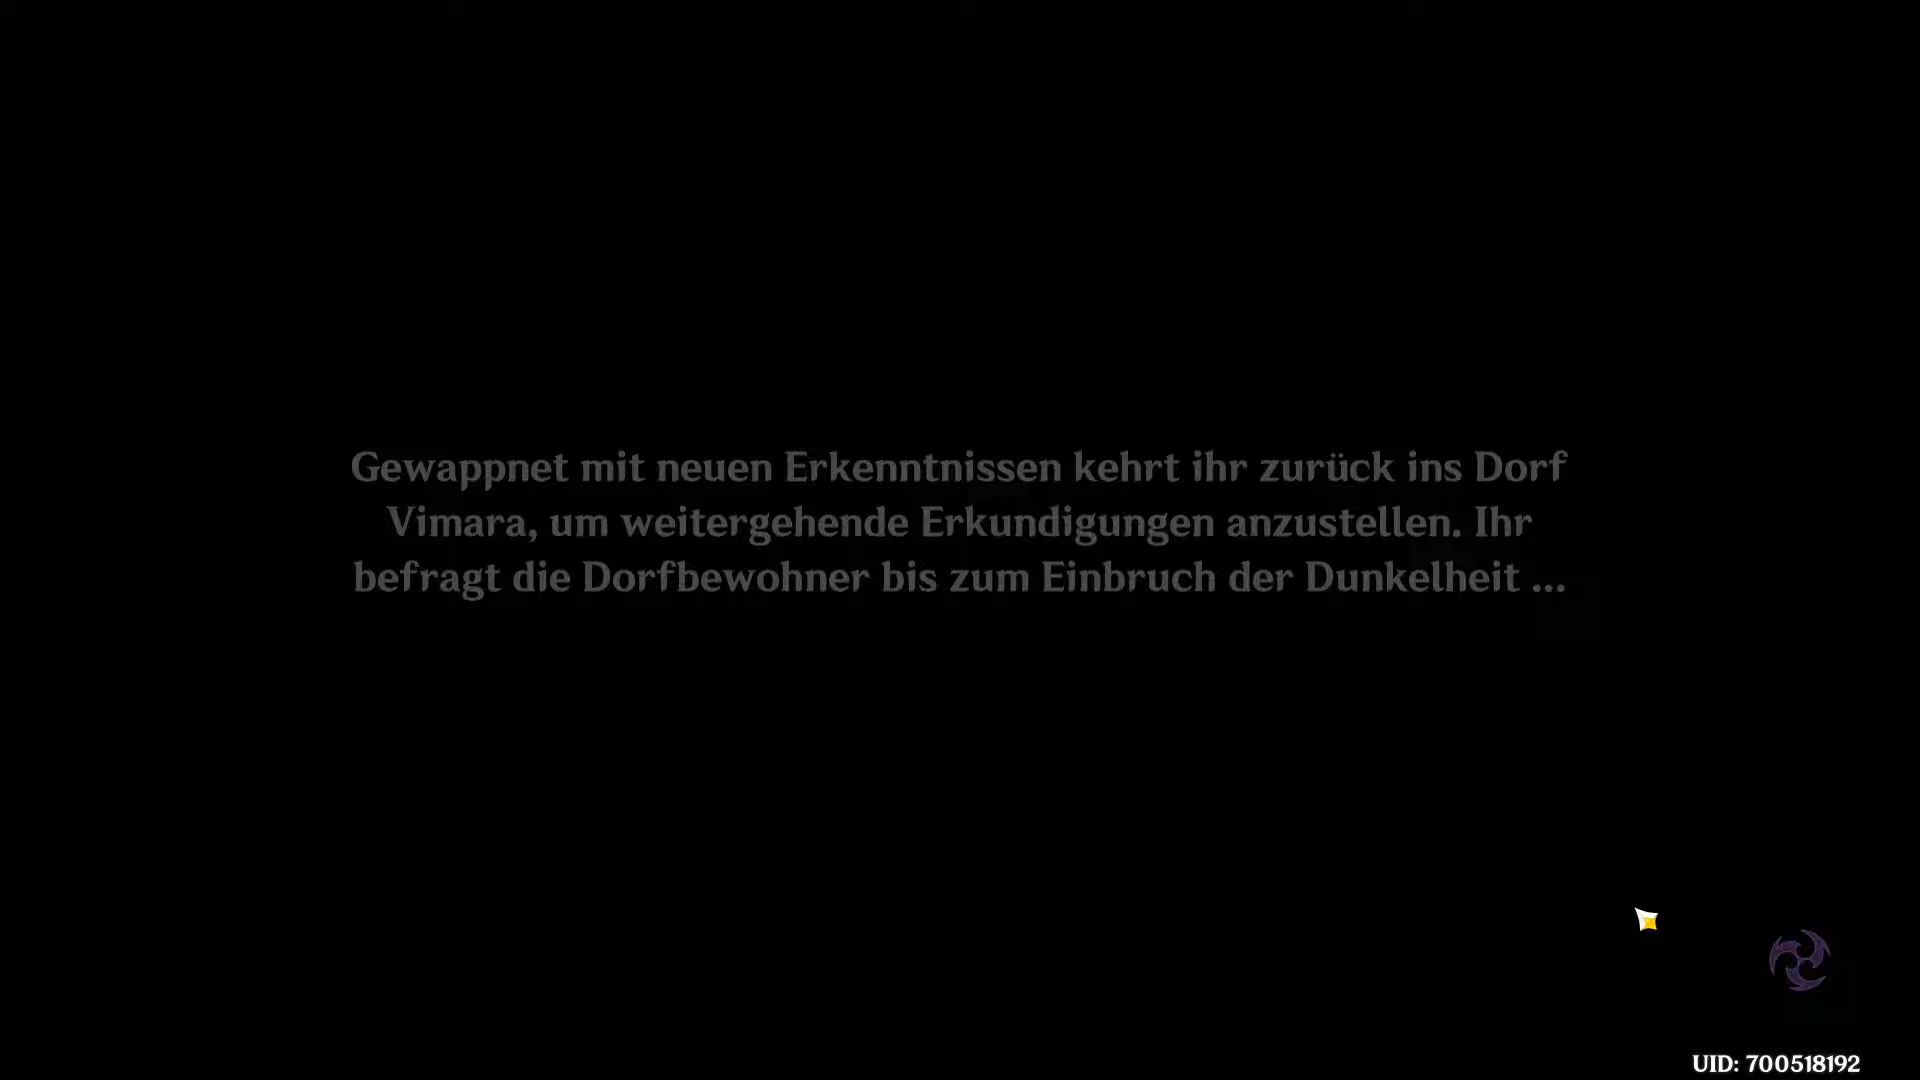 Gewappnet mit neuen Erkenntnissen kehrt ihr zurück ins Dorf
Vimara, um weitergehende Erkundigungen anzustellen. Ihr
befragt die Dorfbewohner bis zum Einbruch der Dunkelheit ...
UID: 700518192